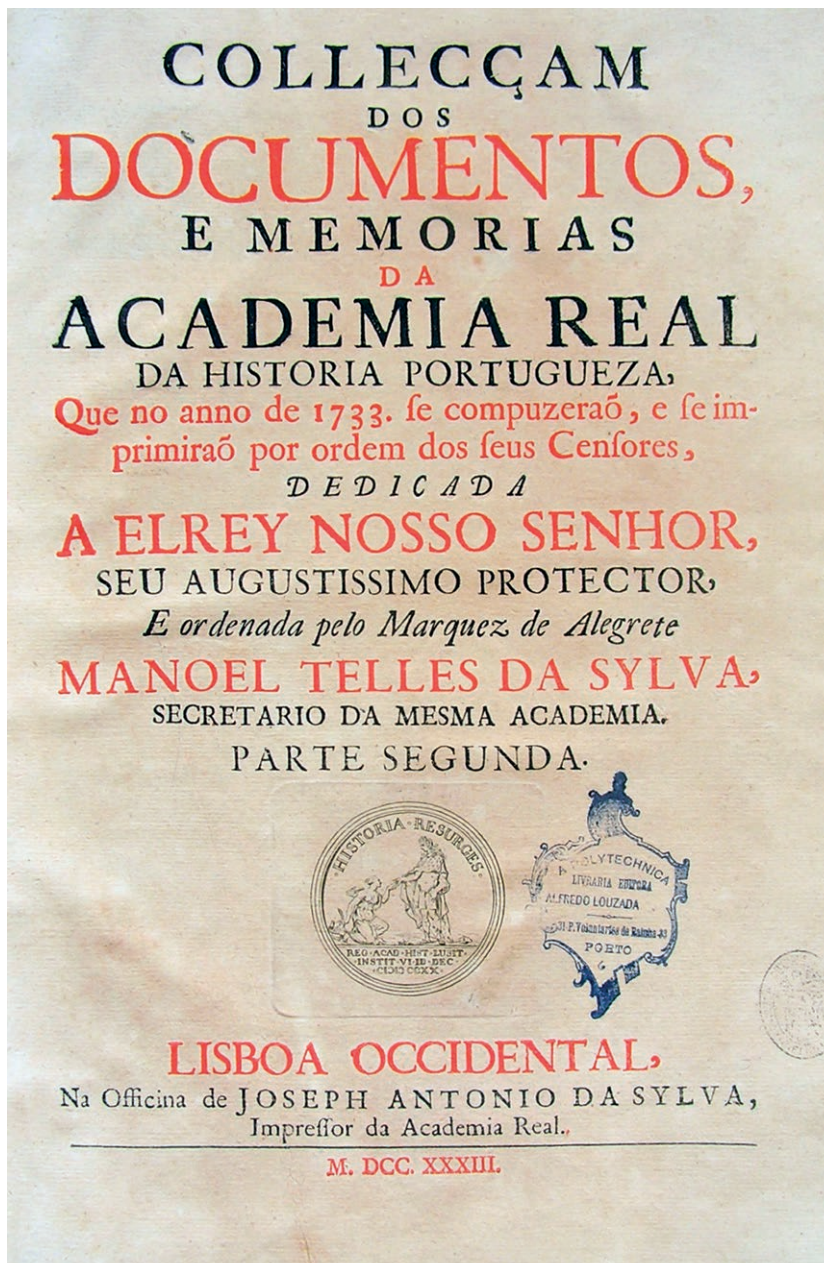 COLLECÇAM
DOS
DOCUMENTOS,
E MEMORIAS
DA
ACADEMIA REAL
DA HISTORIA PORTUGUEZA,
Que no anno de 1733. ſe compuzeraõ, e ſe im-
primiraõ por ordem dos ſeus Cenſores,
DEDICADA
A ELREY NOSSO SENHOR,
SEU AUGUSTISSIMO PROTECTOR,
E ordenada pelo Marquez de Alegrete
MANOEL TELLES DA SYLVA,
SECRETARIO DA MESMA ACADEMIA.
PARTE SEGUNDA.
HISTORIA·RESURGES·
REG·ACAD·HIST·LUSIT·
·INSTIT·VI·ID·DEC·
·CIƆIƆCCXX·
POLYTECHNICA
LIVRARIA EDITORA
ALFREDO LOUZADA
PORTO
LISBOA OCCIDENTAL,
Na Officina de JOSEPH ANTONIO DA SYLVA,
Impreſſor da Academia Real.
M. DCC. XXXIII.